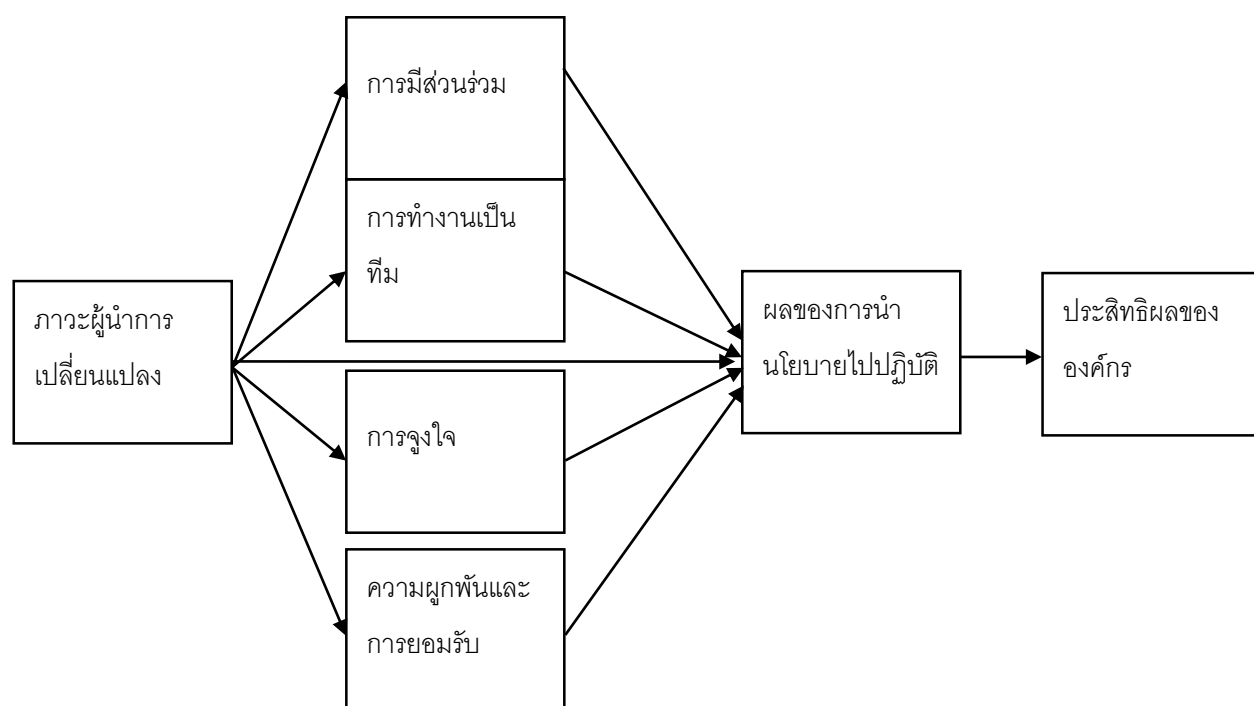 การมีส่วนร่วม
การทำงานเป็น
ทีม
ภาวะผู้นำการ
เปลี่ยนแปลง
การจูงใจ
ความผูกพันและ
การยอมรับ
ผลของการนำ
นโยบายไปปฏิบัติ
ประสิทธิผลของ
องค์กร